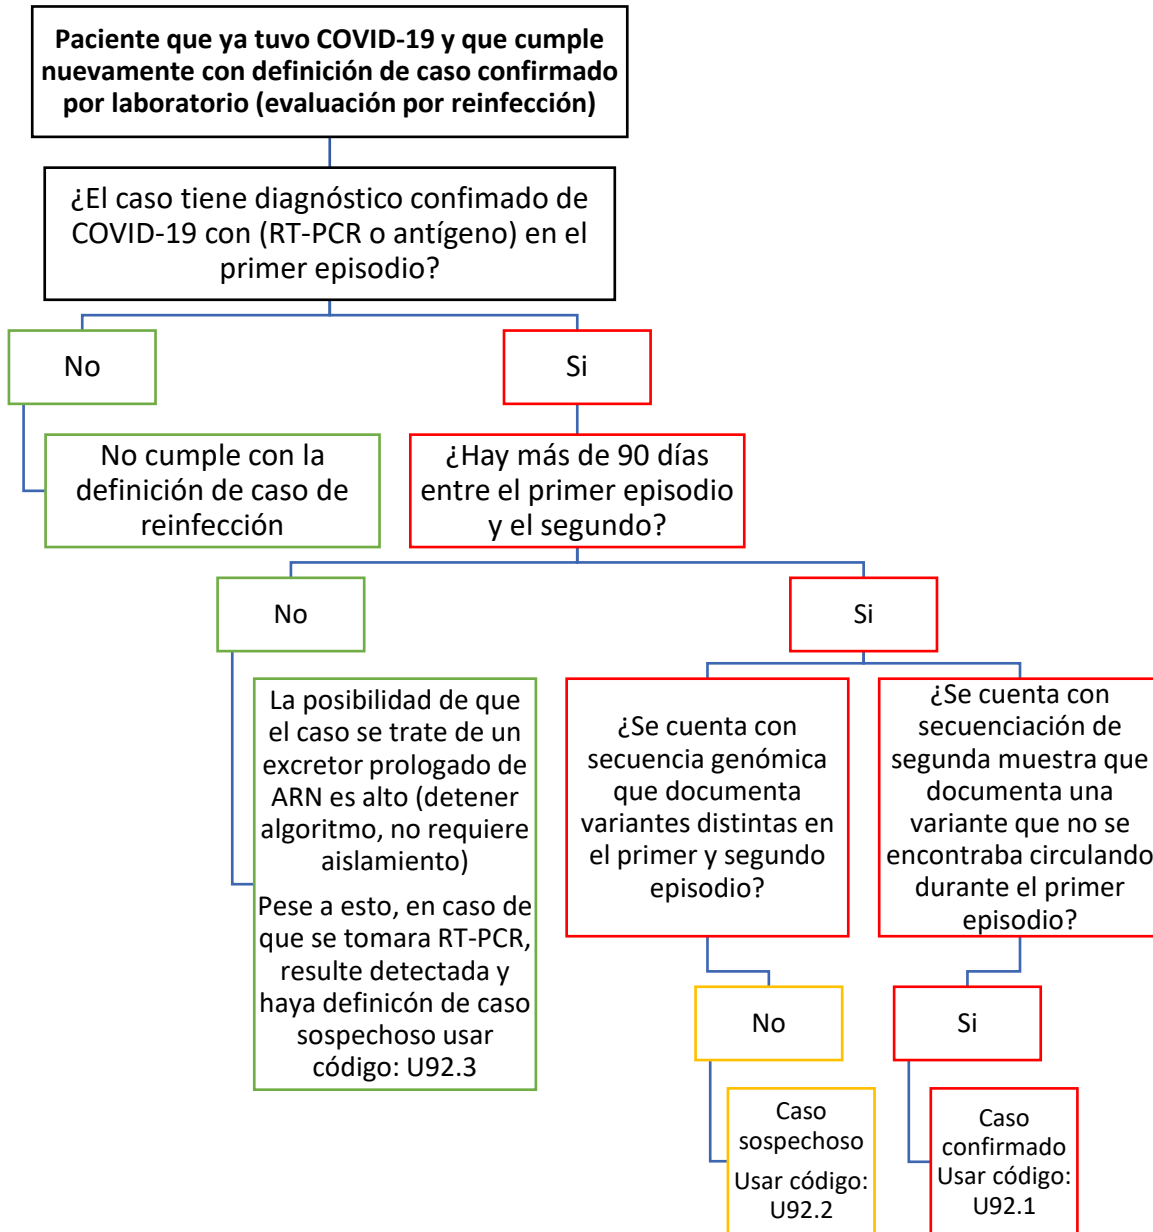 Paciente que ya tuvo COVID-19 y que cumple
nuevamente con definición de caso confirmado
por laboratorio (evaluación por reinfección)
¿El caso tiene diagnóstico confimado de
COVID-19 con (RT-PCR o antígeno) en el
primer episodio?
No
Si
No cumple con la
definición de caso de
reinfección
¿Hay más de 90 días
entre el primer episodio
y el segundo?
No
Si
La posibilidad de que
el caso se trate de un
excretor prologado de
ARN es alto (detener
algoritmo, no requiere
aislamiento)
Pese a esto, en caso de
que se tomara RT-PCR,
resulte detectada y
haya definicón de caso
sospechoso usar
código: U92.3
¿Se cuenta con
secuencia genómica
que documenta
variantes distintas en
el primer y segundo
episodio?
¿Se cuenta con
secuenciación de
segunda muestra que
documenta una
variante que no se
encontraba circulando
durante el primer
episodio?
No
Si
Caso
sospechoso
Usar código:
U92.2
Caso
confirmado
Usar código:
U92.1